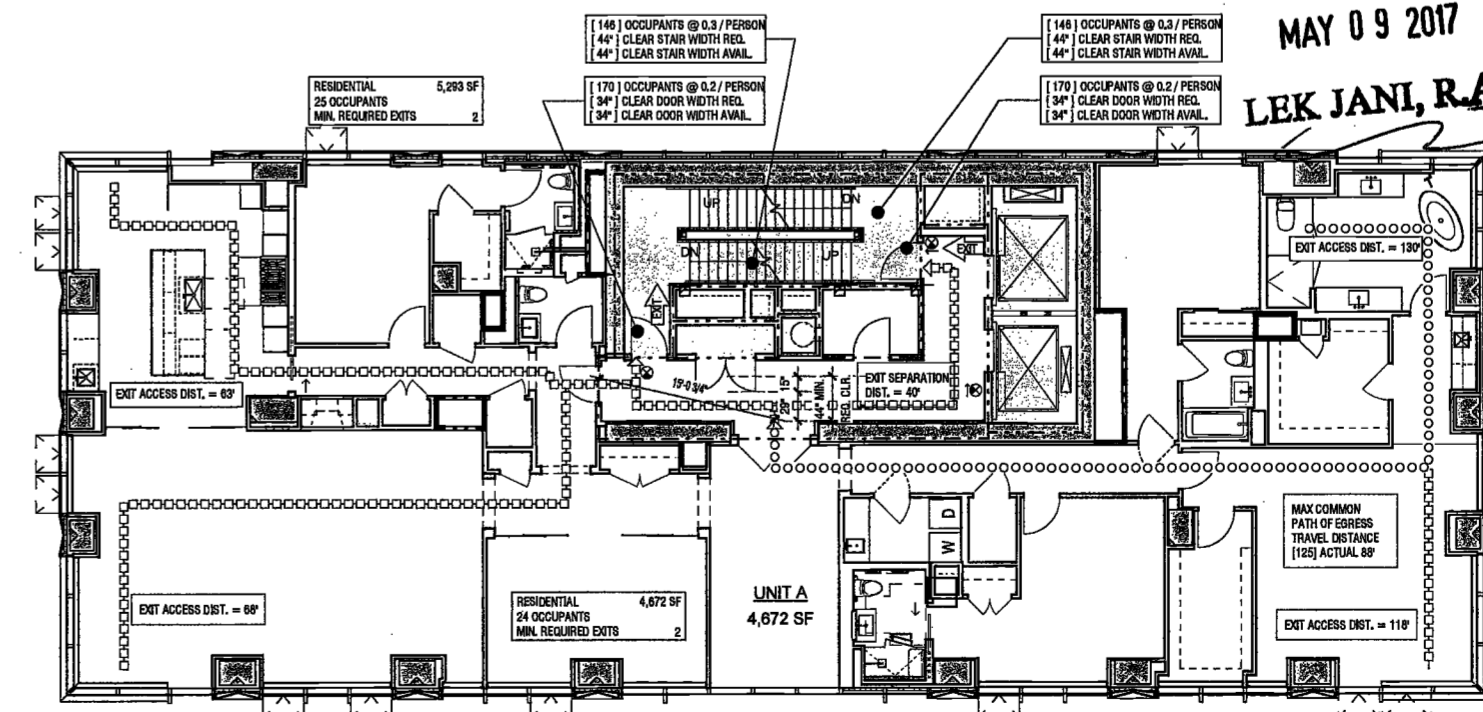 [ 146 ] OCCUPANTS @ 0.3 / PERSON
[ 44" ] CLEAR STAIR WIDTH REQ.
[ 44" ] CLEAR STAIR WIDTH AVAIL.
[ 146 ] OCCUPANTS @ 0.3 / PERSON
[ 44" ] CLEAR STAIR WIDTH REQ.
[ 44" ] CLEAR STAIR WIDTH AVAIL.
MAY 09 2017
RESIDENTIAL 5,293 SF
25 OCCUPANTS
MIN. REQUIRED EXITS 2
[ 170 ] OCCUPANTS @ 0.2 / PERSON
[ 34" ] CLEAR DOOR WIDTH REQ.
[ 34" ] CLEAR DOOR WIDTH AVAIL.
[ 170 ] OCCUPANTS @ 0.2 / PERSON
[ 34" ] CLEAR DOOR WIDTH REQ.
[ 34" ] CLEAR DOOR WIDTH AVAIL.
LEK JANI, R.A
UP
DN
DN
UP
EXIT
EXIT
EXIT ACCESS DIST. = 130'
EXIT ACCESS DIST. = 63'
15'-0 3/4"
29"
15"
44" MIN.
REQ. CLR.
EXIT SEPARATION
DIST. = 40'
MAX COMMON
PATH OF EGRESS
TRAVEL DISTANCE
[125] ACTUAL 88'
D
W
EXIT ACCESS DIST. = 68'
RESIDENTIAL 4,672 SF
24 OCCUPANTS
MIN. REQUIRED EXITS 2
UNIT A
4,672 SF
EXIT ACCESS DIST. = 118'